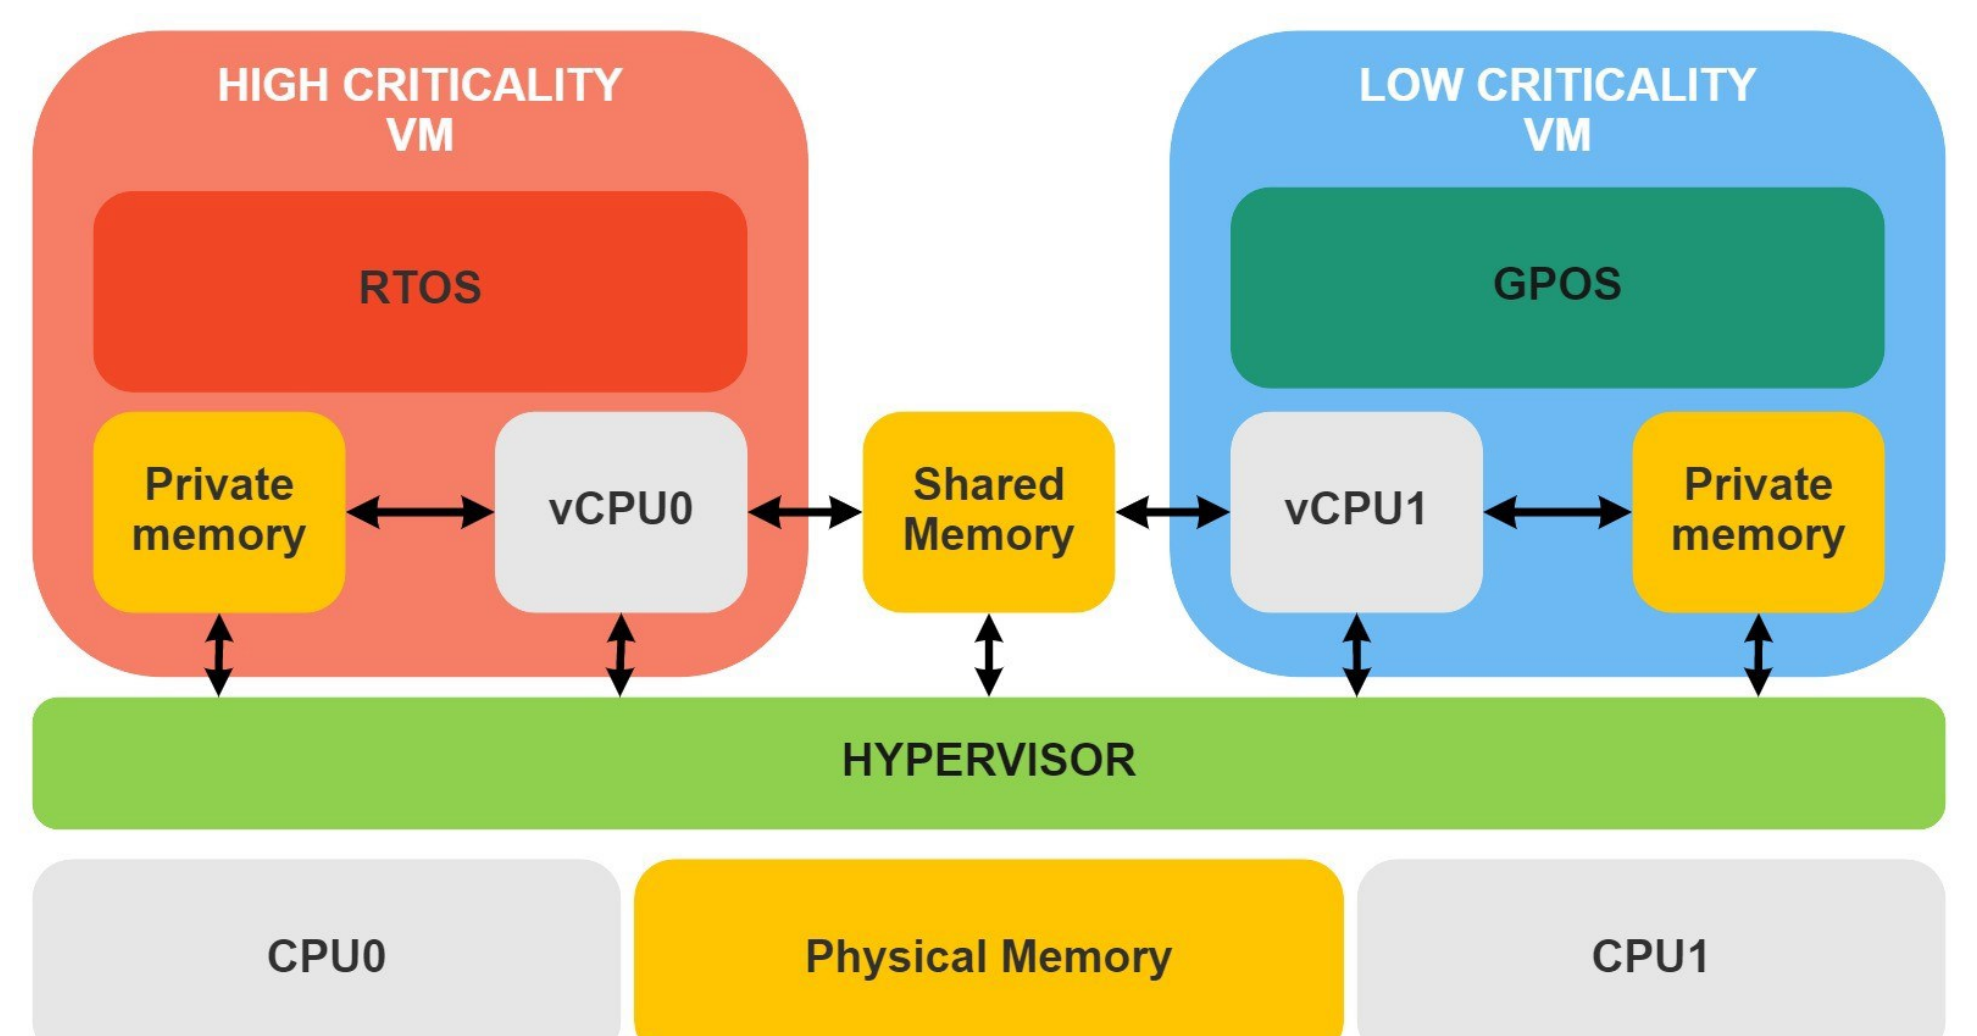 HIGH CRITICALITY
VM
LOW CRITICALITY
VM
RTOS
GPOS
Private
memory
vCPU0
Shared
Memory
vCPU1
Private
memory
HYPERVISOR
CPU0
Physical Memory
CPU1